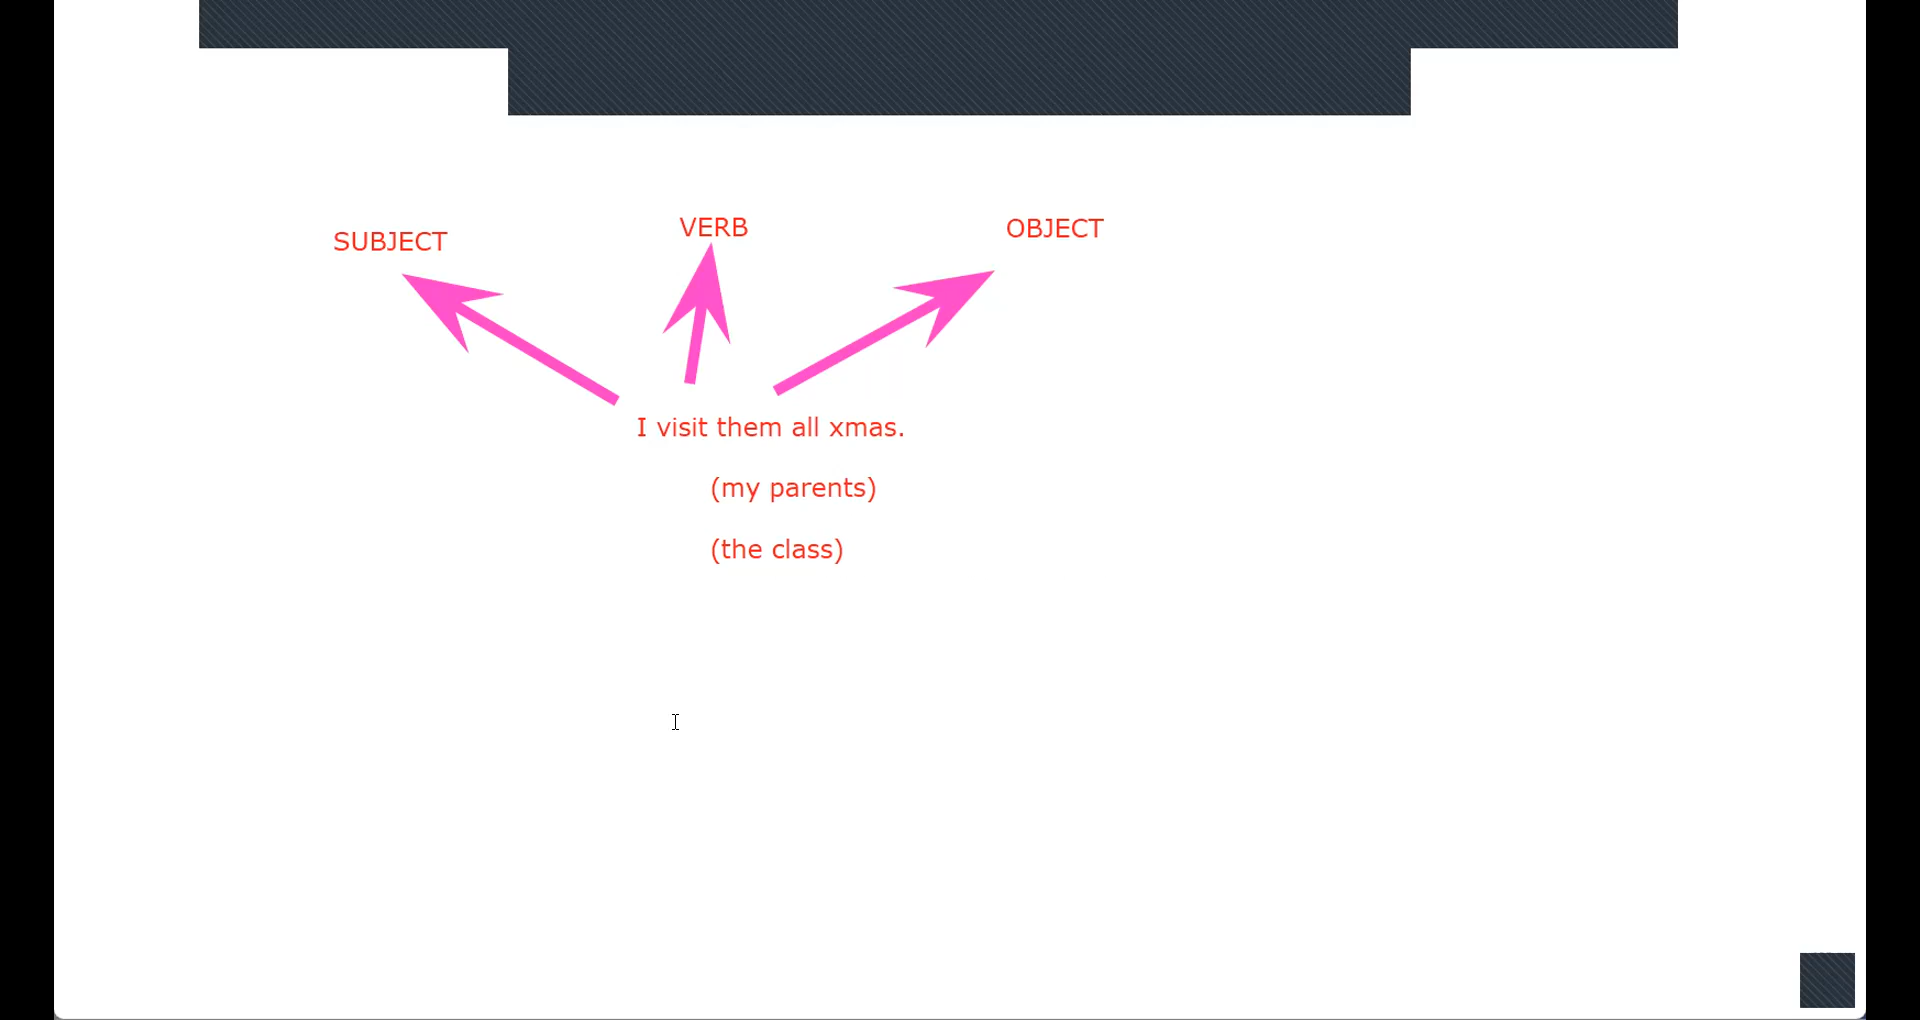 SUBJECT VERB OBJECT
I visit them all xmas.
(my parents)
(the class)